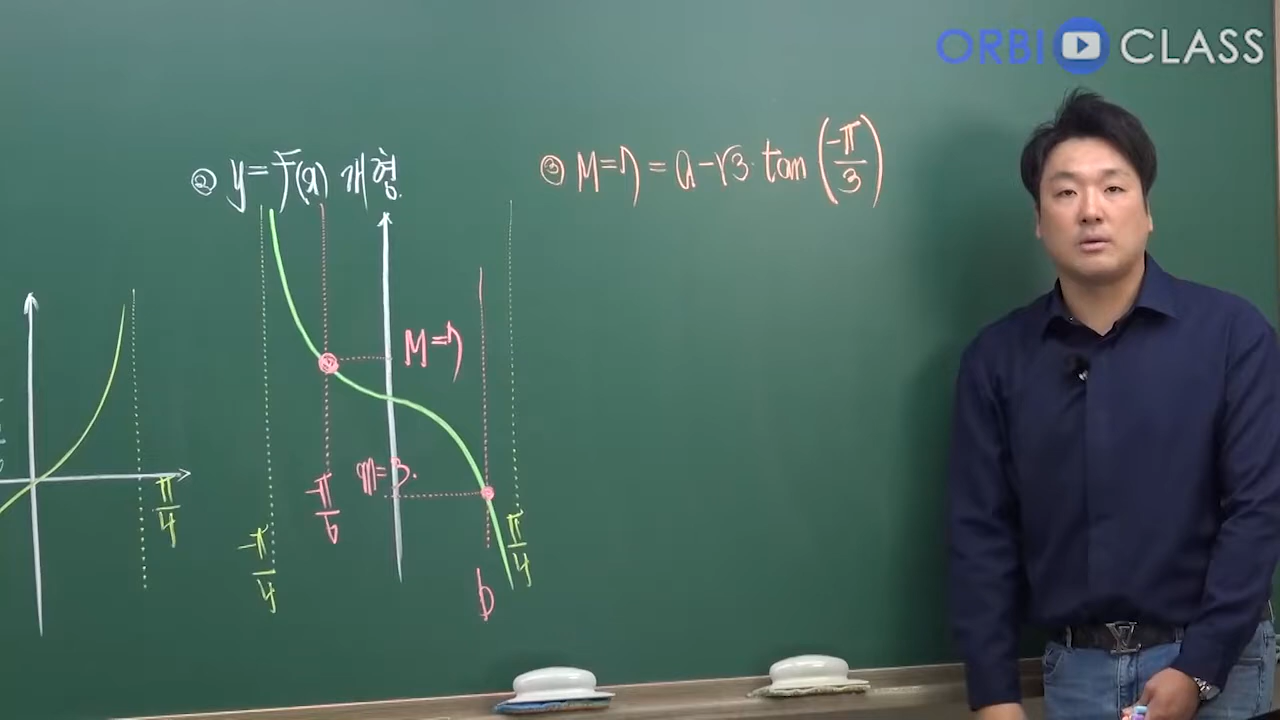 ORBI CLASS
② y=f(x) 개형.
③ M=7 = a-√3·tan(-π/3)
M=7
m=3.
π/4
-π/6
-π/4
π/4
b